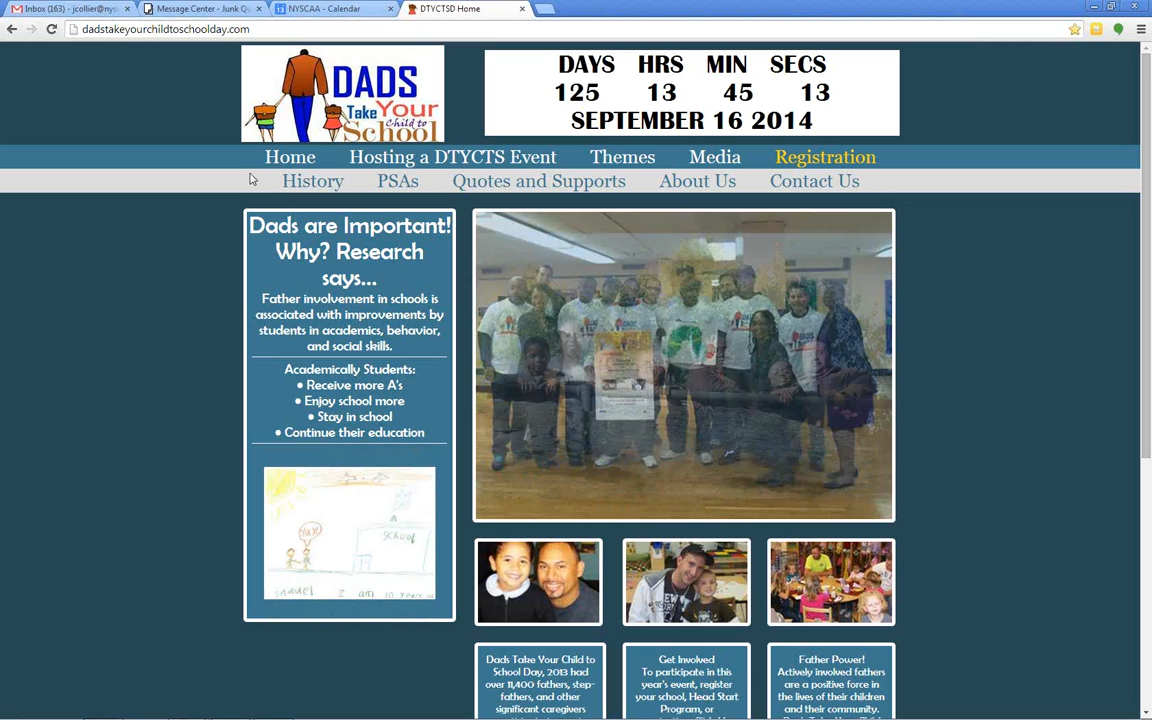 Inbox (163) - jcollier@nys
Message Center - Junk Q
NYSCAA - Calendar
DTYCTSD Home
dadstakeyourchildtoschoolday.com
DADS
Take Your
Child to
School
DAYS HRS MIN SECS
125 13 45 13
SEPTEMBER 16 2014
Home Hosting a DTYCTS Event Themes Media Registration
History PSAs Quotes and Supports About Us Contact Us
Dads are Important!
Why? Research
says...
Father involvement in schools is
associated with improvements by
students in academics, behavior,
and social skills.
Academically Students:
• Receive more A's
• Enjoy school more
• Stay in school
• Continue their education
Yay!
School
Samuel I am 10 years
Dads Take Your Child to
School Day, 2013 had
over 11,400 fathers, step-
fathers, and other
significant caregivers
Get Involved
To participate in this
year's event, register
your school, Head Start
Program, or
Father Power!
Actively involved fathers
are a positive force in
the lives of their children
and their community.